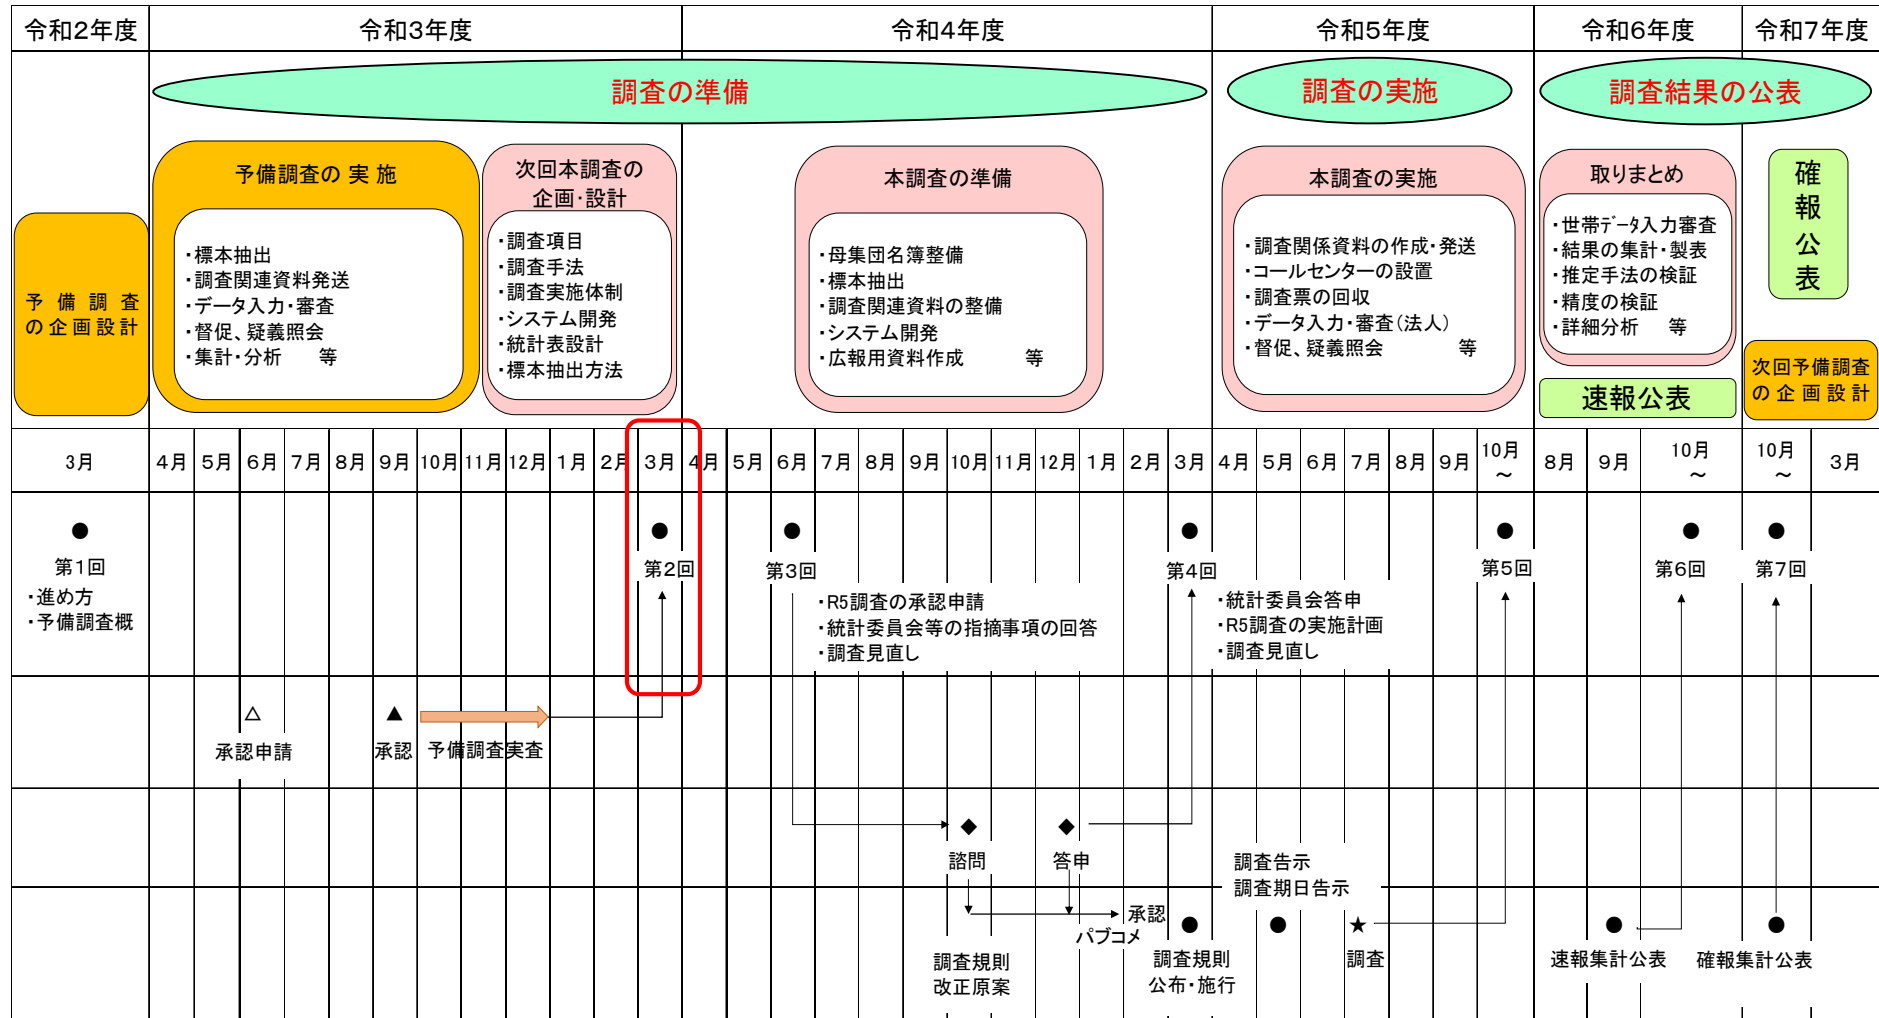 令和2年度
令和3年度
令和4年度
令和5年度
令和6年度
令和7年度
調査の準備
調査の実施
調査結果の公表
予備調査
の企画設計
予備調査の 実 施
・標本抽出
・調査関連資料発送
・データ入力・審査
・督促、疑義照会
・集計・分析　等
次回本調査の
企画・設計
・調査項目
・調査手法
・調査実施体制
・システム開発
・統計表設計
・標本抽出方法
本調査の準備
・母集団名簿整備
・標本抽出
・調査関連資料の整備
・システム開発
・広報用資料作成　等
本調査の実施
・調査関係資料の作成・発送
・コールセンターの設置
・調査票の回収
・データ入力・審査（法人）
・督促、疑義照会　等
取りまとめ
・世帯ﾃﾞｰﾀ入力審査
・結果の集計・製表
・推定手法の検証
・精度の検証
・詳細分析　等
速報公表
確報公表
次回予備調査
の企画設計
3月
4月 5月 6月 7月 8月 9月 10月 11月 12月 1月 2月 3月
4月 5月 6月 7月 8月 9月 10月 11月 12月 1月 2月 3月
4月 5月 6月 7月 8月 9月 10月～
8月 9月 10月～
10月～ 3月
●
第1回
・進め方
・予備調査概
●
第2回
●
第3回
・R5調査の承認申請
・統計委員会等の指摘事項の回答
・調査見直し
●
第4回
・統計委員会答申
・R5調査の実施計画
・調査見直し
●
第5回
●
第6回
●
第7回
△
承認申請
▲
承認
予備調査実査
◆
諮問
◆
答申
調査告示
調査期日告示
承認
パブコメ
調査規則
改正原案
●
調査規則
公布・施行
●
★
調査
●
速報集計公表
●
確報集計公表